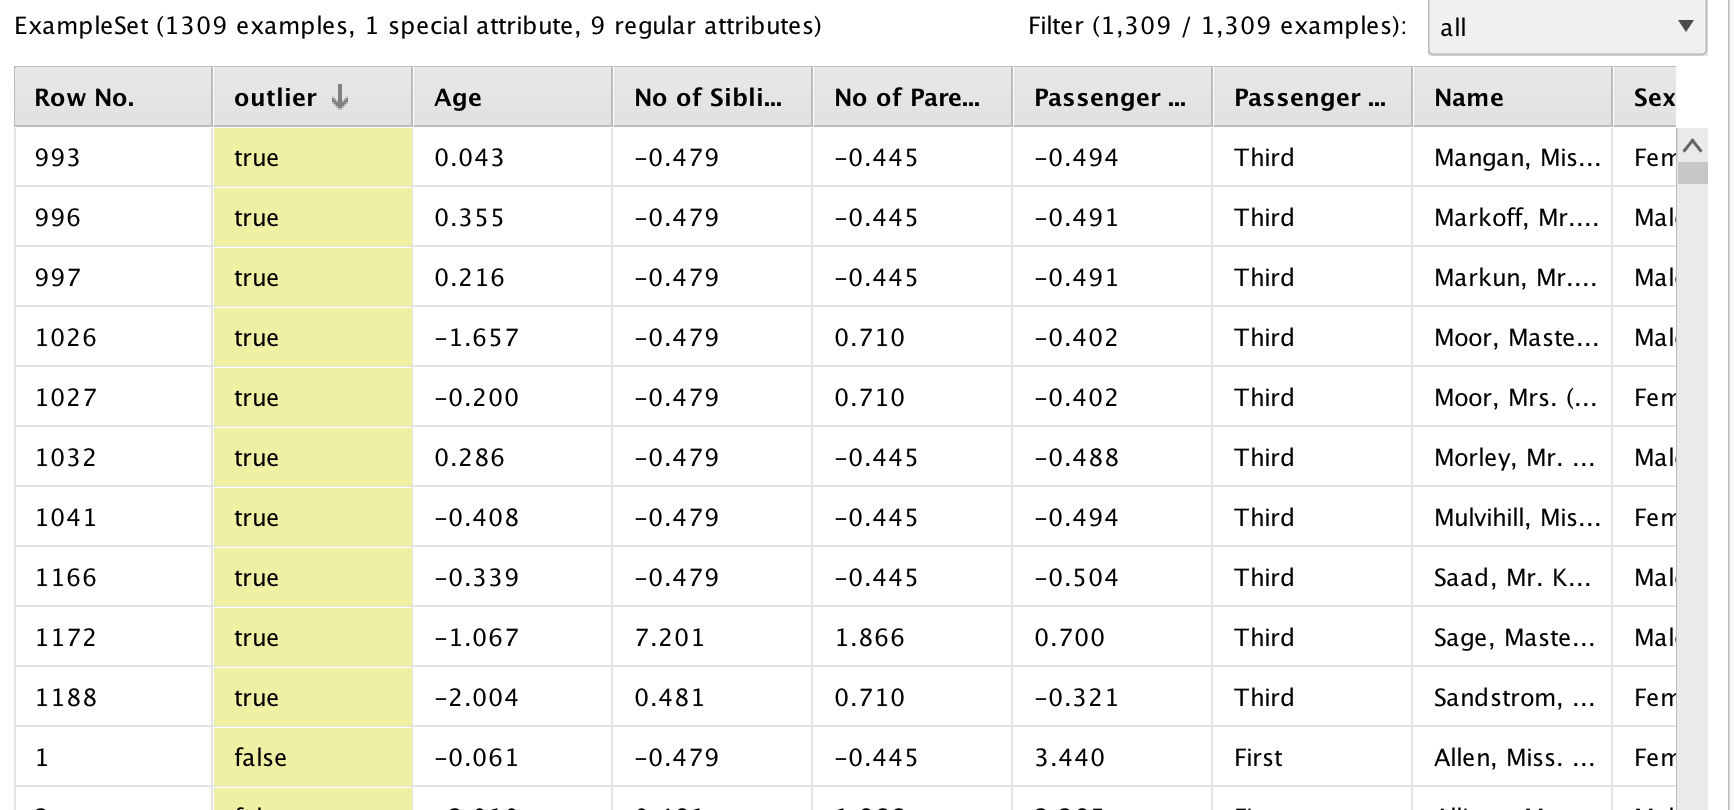 ExampleSet (1309 examples, 1 special attribute, 9 regular attributes) Filter (1,309 / 1,309 examples): all
Row No. outlier Age No of Sibli... No of Pare... Passenger ... Passenger ... Name Sex
993 true 0.043 -0.479 -0.445 -0.494 Third Mangan, Mis... Fem
996 true 0.355 -0.479 -0.445 -0.491 Third Markoff, Mr.... Mal
997 true 0.216 -0.479 -0.445 -0.491 Third Markun, Mr.... Mal
1026 true -1.657 -0.479 0.710 -0.402 Third Moor, Maste... Mal
1027 true -0.200 -0.479 0.710 -0.402 Third Moor, Mrs. (... Fem
1032 true 0.286 -0.479 -0.445 -0.488 Third Morley, Mr. ... Mal
1041 true -0.408 -0.479 -0.445 -0.494 Third Mulvihill, Mis... Fem
1166 true -0.339 -0.479 -0.445 -0.504 Third Saad, Mr. K... Mal
1172 true -1.067 7.201 1.866 0.700 Third Sage, Maste... Mal
1188 true -2.004 0.481 0.710 -0.321 Third Sandstrom, ... Fem
1 false -0.061 -0.479 -0.445 3.440 First Allen, Miss. ... Fem